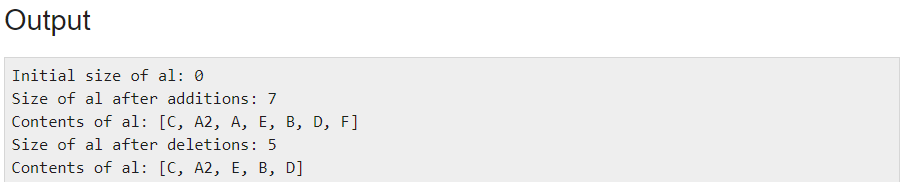 Output
Initial size of al: 0
Size of al after additions: 7
Contents of al: [C, A2, A, E, B, D, F]
Size of al after deletions: 5
Contents of al: [C, A2, E, B, D]